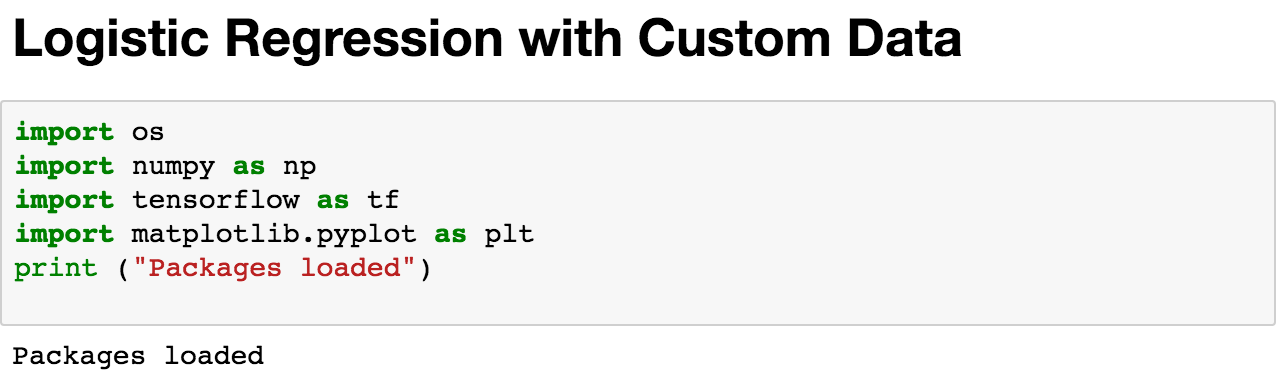 Logistic Regression with Custom Data
import os
import numpy as np
import tensorflow as tf
import matplotlib.pyplot as plt
print ("Packages loaded")
Packages loaded